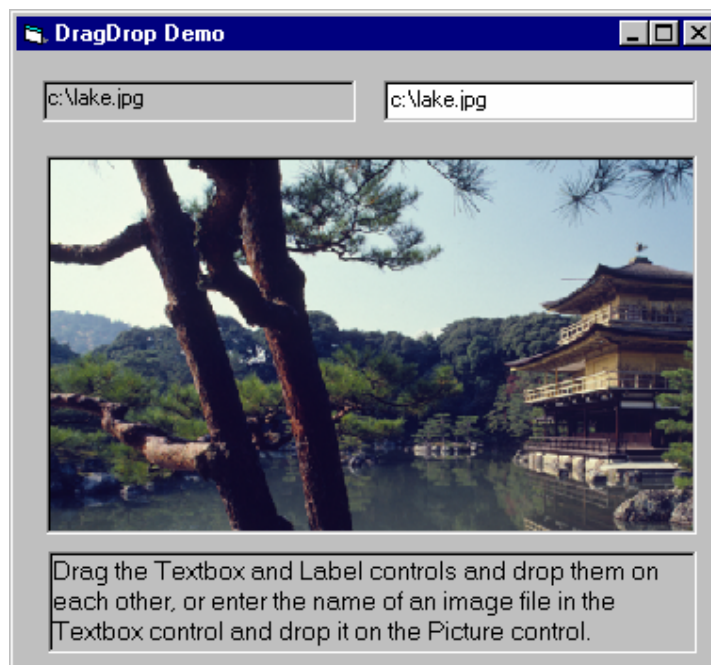 DragDrop Demo
c:\lake.jpg
c:\lake.jpg
Drag the Textbox and Label controls and drop them on
each other, or enter the name of an image file in the
Textbox control and drop it on the Picture control.